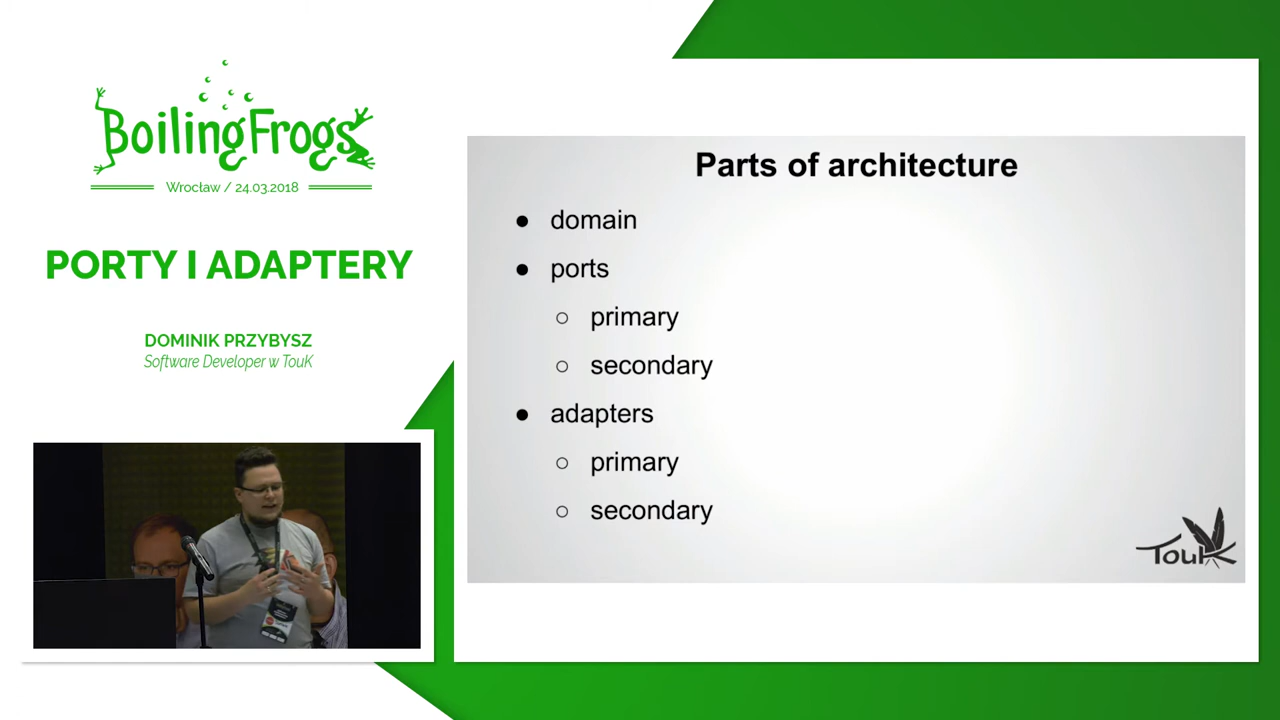 BoilingFrogs
Wrocław / 24.03.2018
PORTY I ADAPTERY
DOMINIK PRZYBYSZ
Software Developer w TouK
Parts of architecture
● domain
● ports
○ primary
○ secondary
● adapters
○ primary
○ secondary
TouK